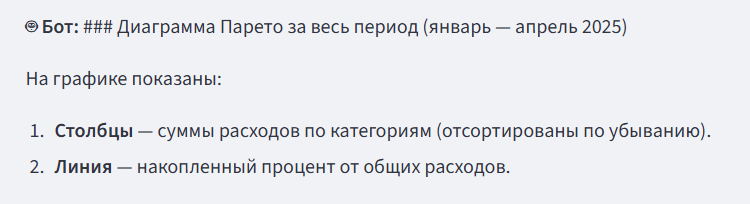 Бот: ### Диаграмма Парето за весь период (январь — апрель 2025)
На графике показаны:
1. Столбцы — суммы расходов по категориям (отсортированы по убыванию).
2. Линия — накопленный процент от общих расходов.